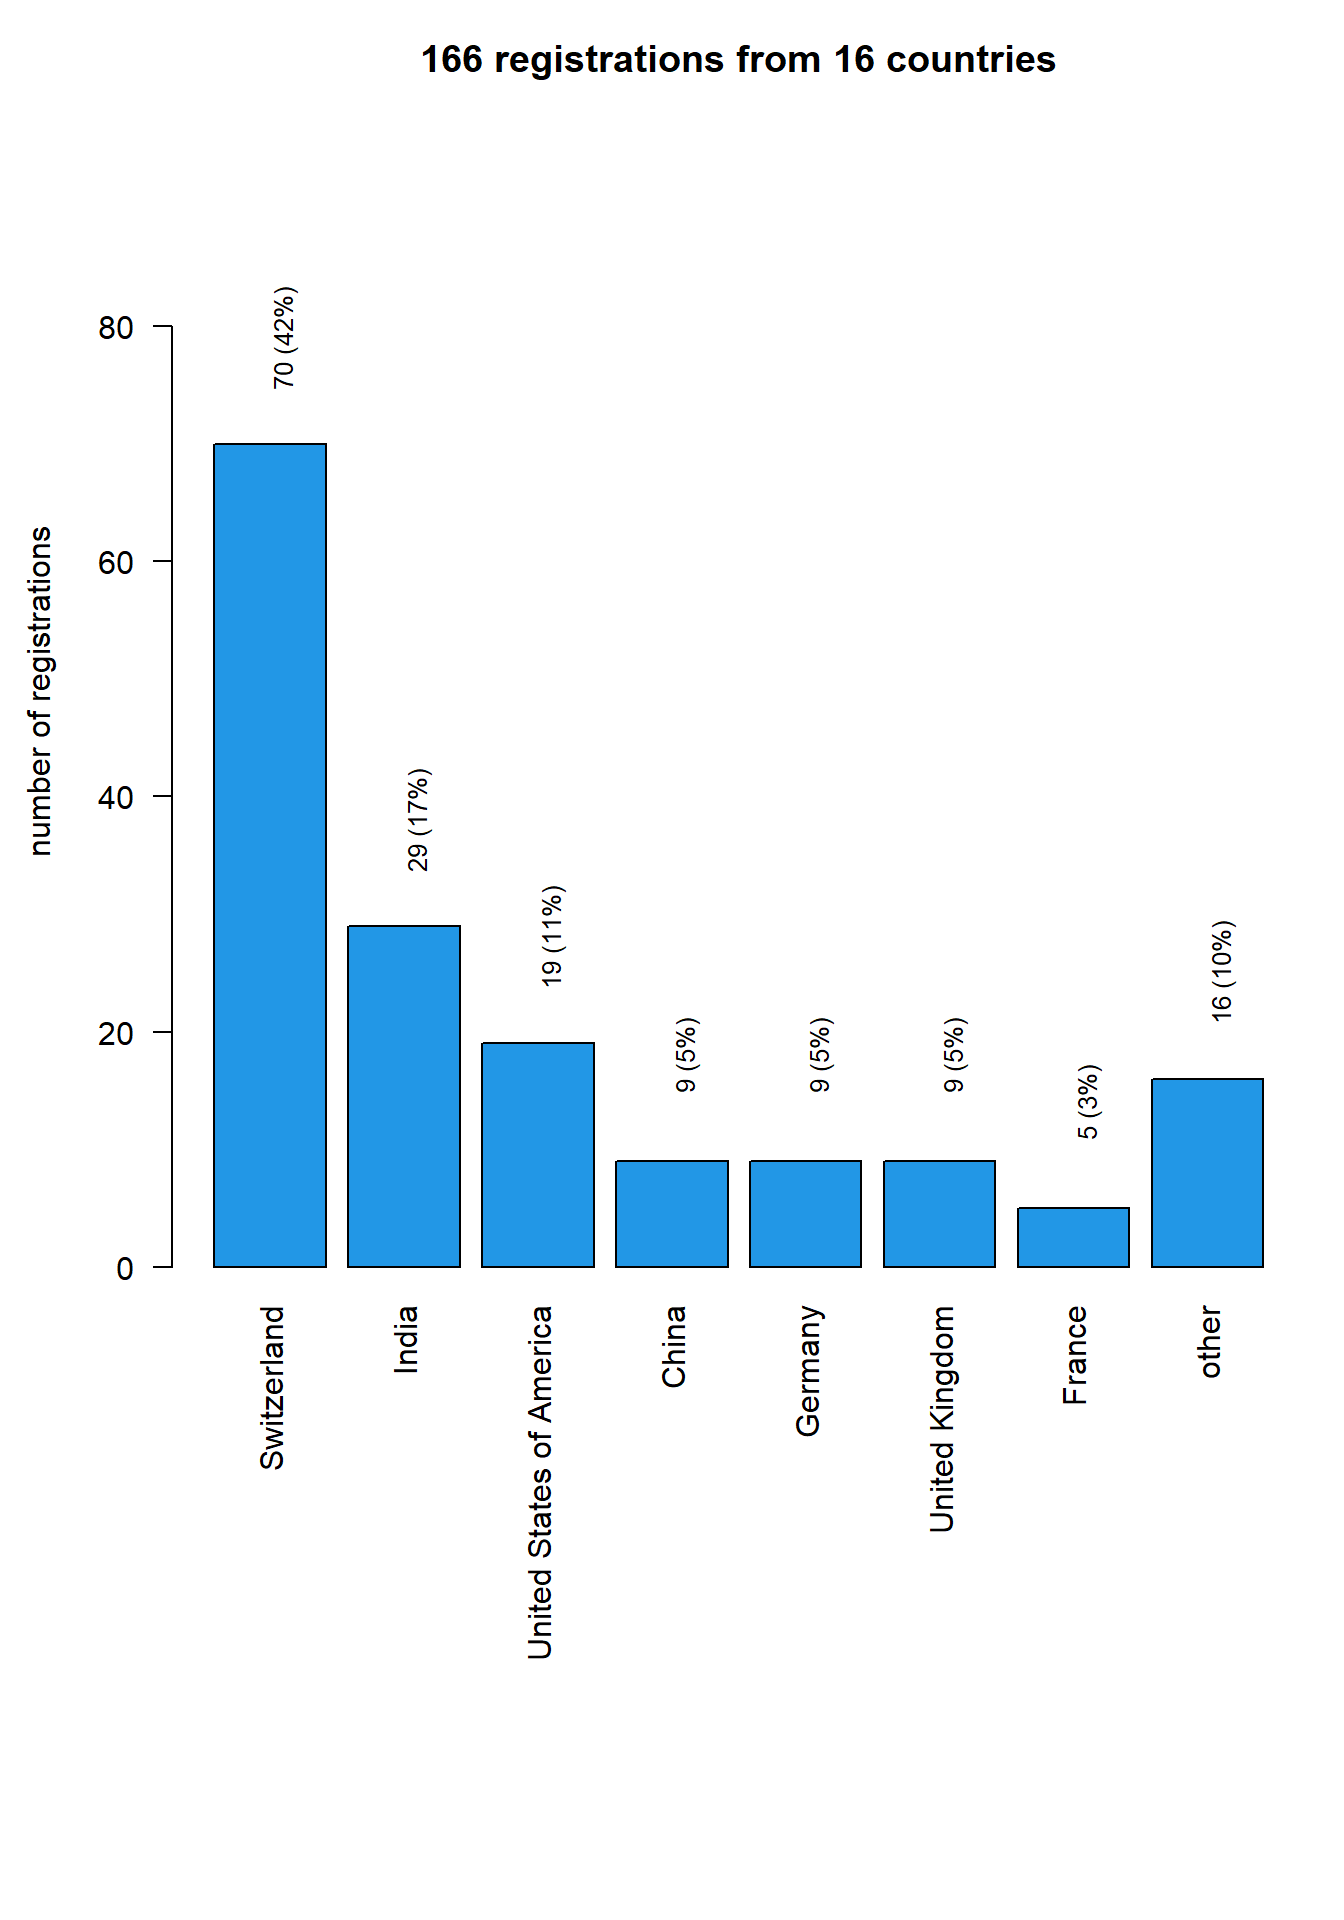 166 registrations from 16 countries
number of registrations
80
60
40
20
0
70 (42%)
29 (17%)
19 (11%)
9 (5%)
9 (5%)
9 (5%)
5 (3%)
16 (10%)
Switzerland
India
United States of America
China
Germany
United Kingdom
France
other